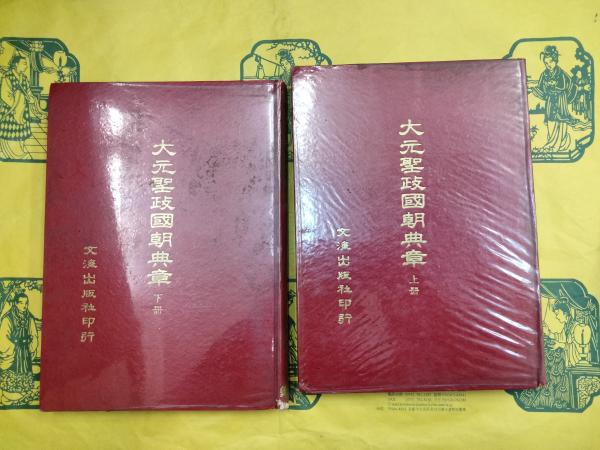 大元聖政國朝典章
下册
文海出版社印行
大元聖政國朝典章
上册
文海出版社印行